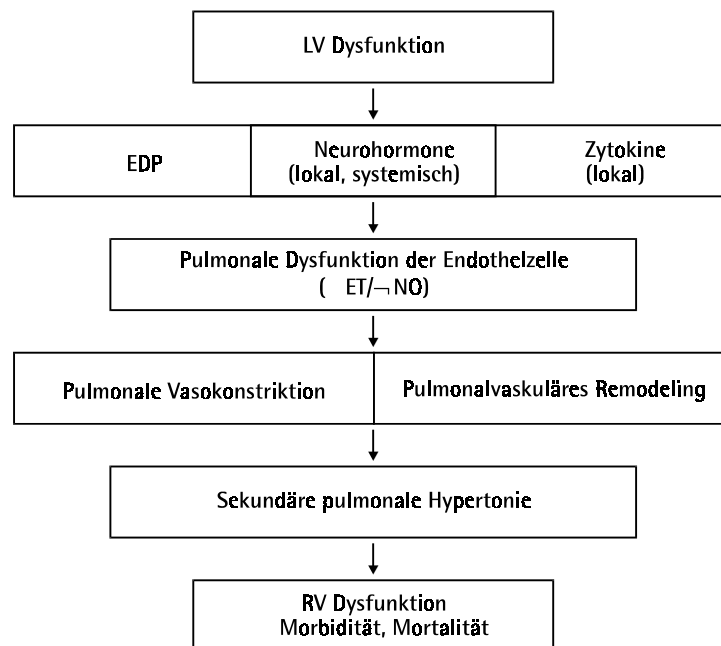 LV Dysfunktion
EDP
Neurohormone
(lokal, systemisch)
Zytokine
(lokal)
Pulmonale Dysfunktion der Endothelzelle
( ET/¬ NO)
Pulmonale Vasokonstriktion
Pulmonalvaskuläres Remodeling
Sekundäre pulmonale Hypertonie
RV Dysfunktion
Morbidität, Mortalität